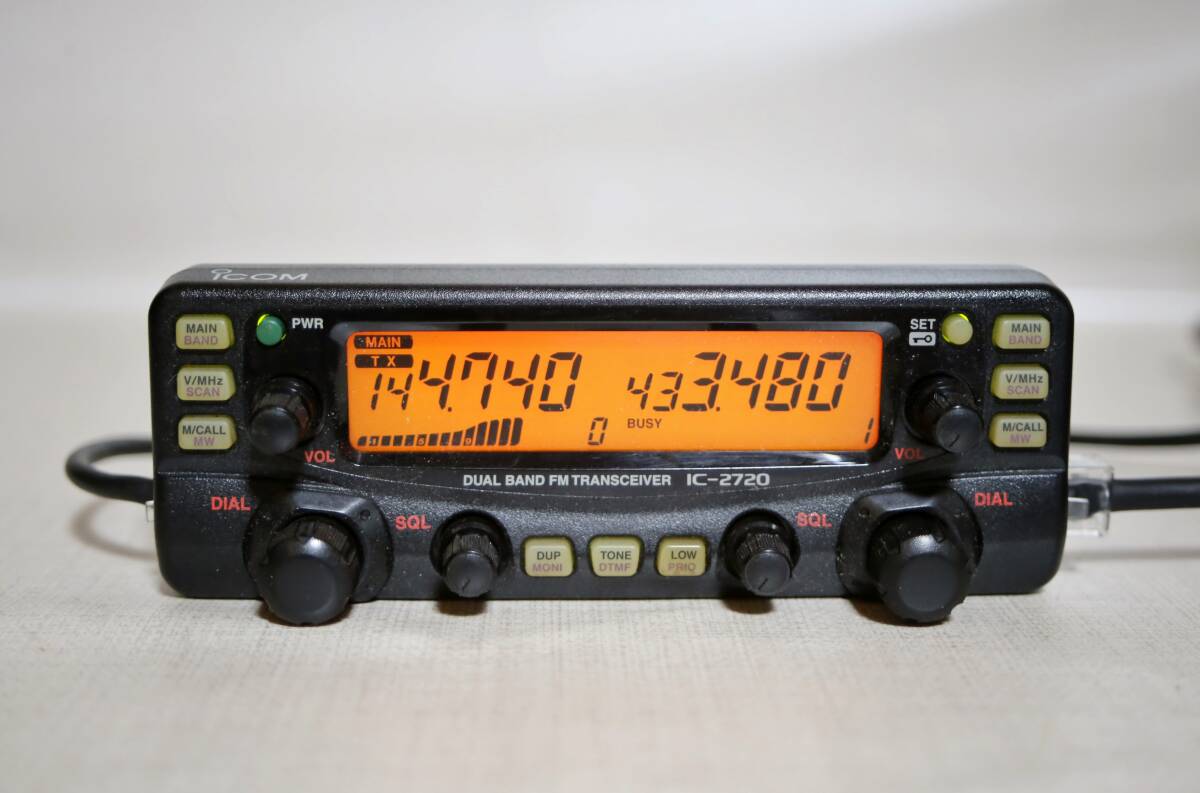 ICOM
MAIN
BAND
PWR
V/MHz
SCAN
M/CALL
MW
VOL
MAIN
TX
144.740
433.480
BUSY
0
1
SET
MAIN
BAND
V/MHz
SCAN
M/CALL
MW
VOL
DUAL BAND FM TRANSCEIVER IC-2720
DIAL
SQL
DUP
MONI
TONE
DTMF
LOW
PRIO
SQL
DIAL